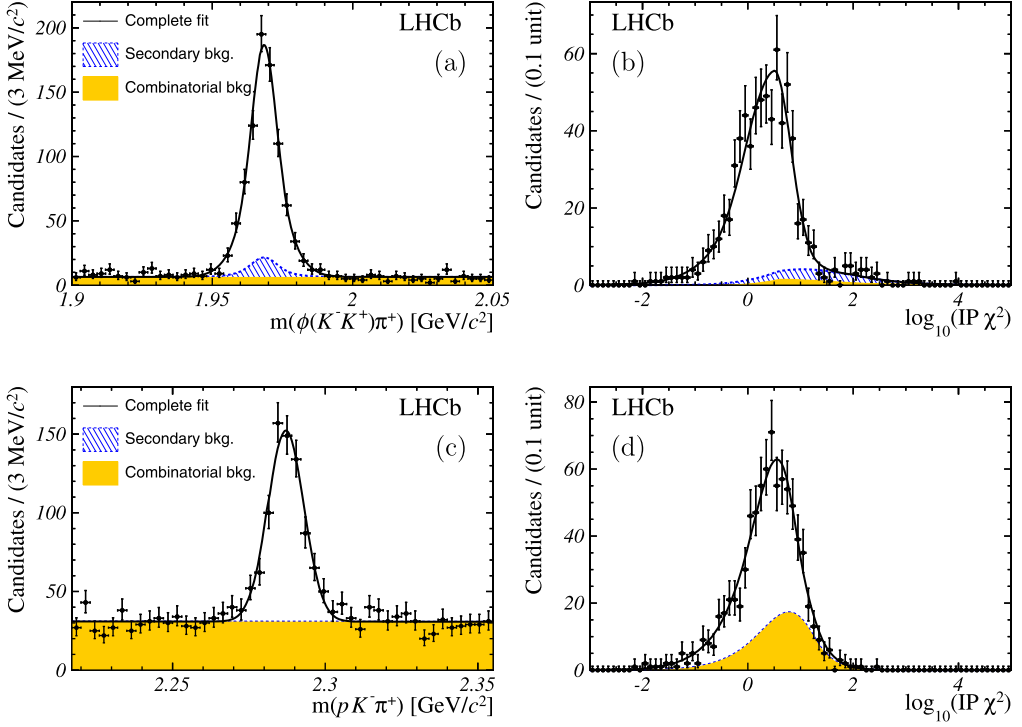 Candidates / (3 MeV/c²)
200
150
100
50
0
Complete fit
Secondary bkg.
Combinatorial bkg.
LHCb
(a)
1.9
1.95
2
2.05
m(ϕ(K⁻K⁺)π⁺) [GeV/c²]
Candidates / (0.1 unit)
60
40
20
0
LHCb
(b)
-2
0
2
4
log₁₀(IP χ²)
Candidates / (3 MeV/c²)
150
100
50
0
Complete fit
Secondary bkg.
Combinatorial bkg.
LHCb
(c)
2.25
2.3
2.35
m(pK⁻π⁺) [GeV/c²]
Candidates / (0.1 unit)
80
60
40
20
0
LHCb
(d)
-2
0
2
4
log₁₀(IP χ²)